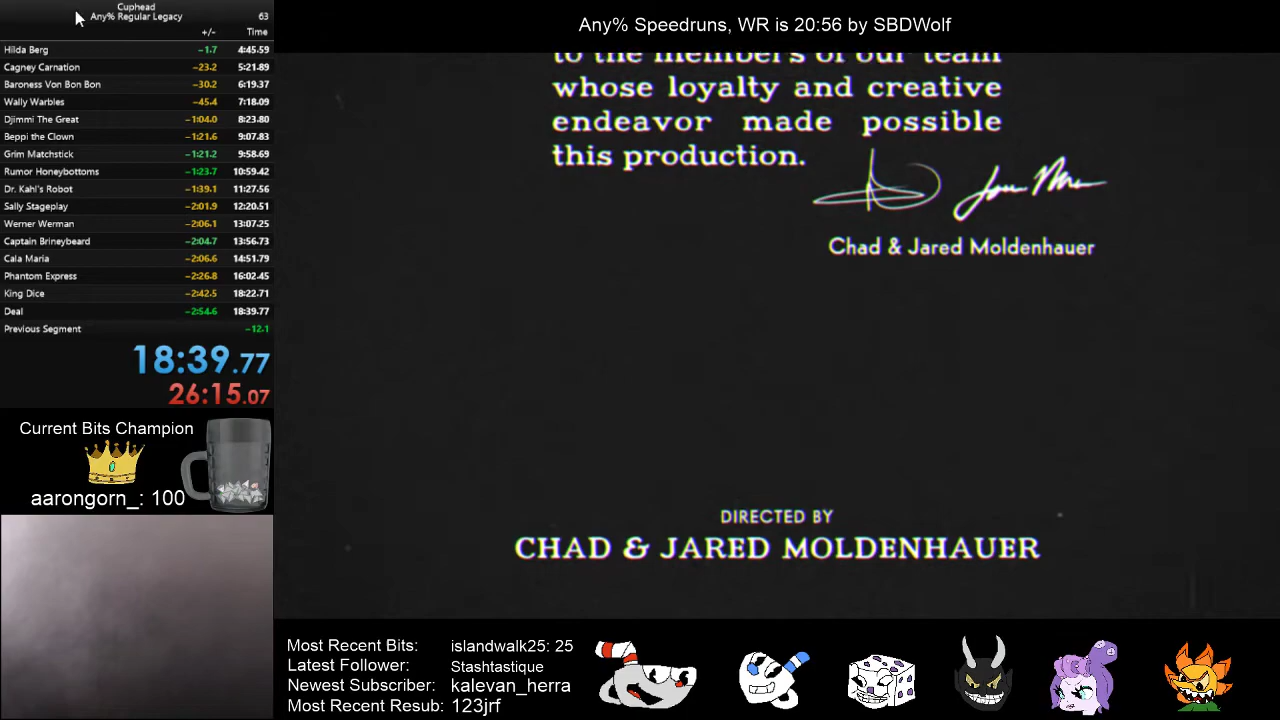 Cuphead
Any% Regular Legacy 63
+/- Time
Hilda Berg −1.7 4:45.59
Cagney Carnation −23.2 5:21.89
Baroness Von Bon Bon −30.2 6:19.37
Wally Warbles −45.4 7:18.09
Djimmi The Great −1:04.0 8:23.80
Beppi the Clown −1:21.6 9:07.83
Grim Matchstick −1:21.2 9:58.69
Rumor Honeybottoms −1:23.7 10:59.42
Dr. Kahl's Robot −1:39.1 11:27.56
Sally Stageplay −2:01.9 12:20.51
Werner Werman −2:06.1 13:07.25
Captain Brineybeard −2:04.7 13:56.73
Cala Maria −2:06.6 14:51.79
Phantom Express −2:26.8 16:02.45
King Dice −2:42.5 18:22.71
Deal −2:54.6 18:39.77
Previous Segment −12.1
18:39.77
26:15.07
Current Bits Champion
aarongorn_: 100
Any% Speedruns, WR is 20:56 by SBDWolf
to the members of our team
whose loyalty and creative
endeavor made possible
this production.
Chad & Jared Moldenhauer
DIRECTED BY
CHAD & JARED MOLDENHAUER
Most Recent Bits: islandwalk25: 25
Latest Follower: Stashtastique
Newest Subscriber: kalevan_herra
Most Recent Resub: 123jrf